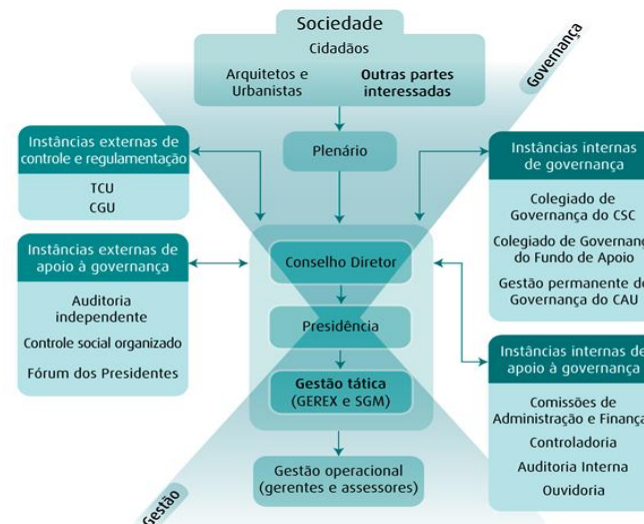 Sociedade
Cidadãos
Arquitetos e
Urbanistas
Outras partes
interessadas
Governança
Plenário
Instâncias externas de
controle e regulamentação
TCU
CGU
Instâncias internas
de governança
Colegiado de
Governança do CSC
Colegiado de Governanç
do Fundo de Apoio
Gestão permanente de
Governança do CAU
Instâncias externas de
apoio à governança
Auditoria
independente
Controle social organizado
Fórum dos Presidentes
Conselho Diretor
Presidência
Gestão tática
(GEREX e SGM)
Gestão operacional
(gerentes e assessores)
Instâncias internas de
apoio à governança
Comissões de
Administração e Finança
Controladoria
Auditoria Interna
Ouvidoria
Gestão